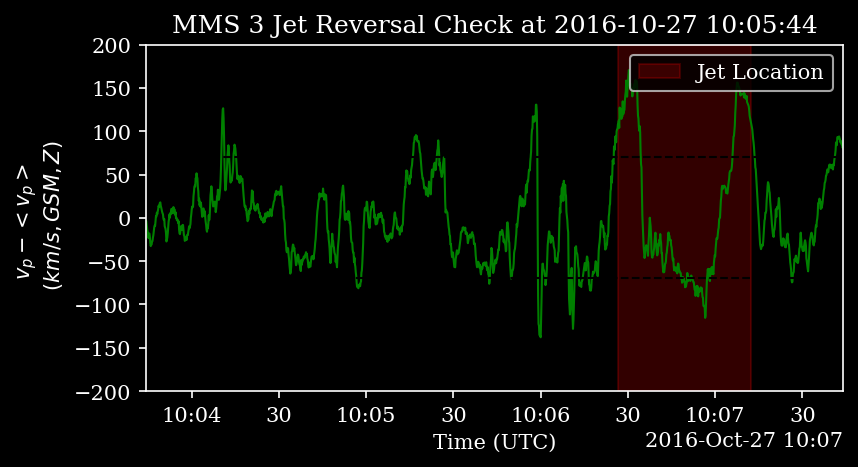 MMS 3 Jet Reversal Check at 2016-10-27 10:05:44
200
150
100
50
0
−50
−100
−150
−200
v_p − < v_p >
(km/s, GSM, Z)
Jet Location
10:04 30 10:05 30 10:06 30 10:07 30
Time (UTC)
2016-Oct-27 10:07